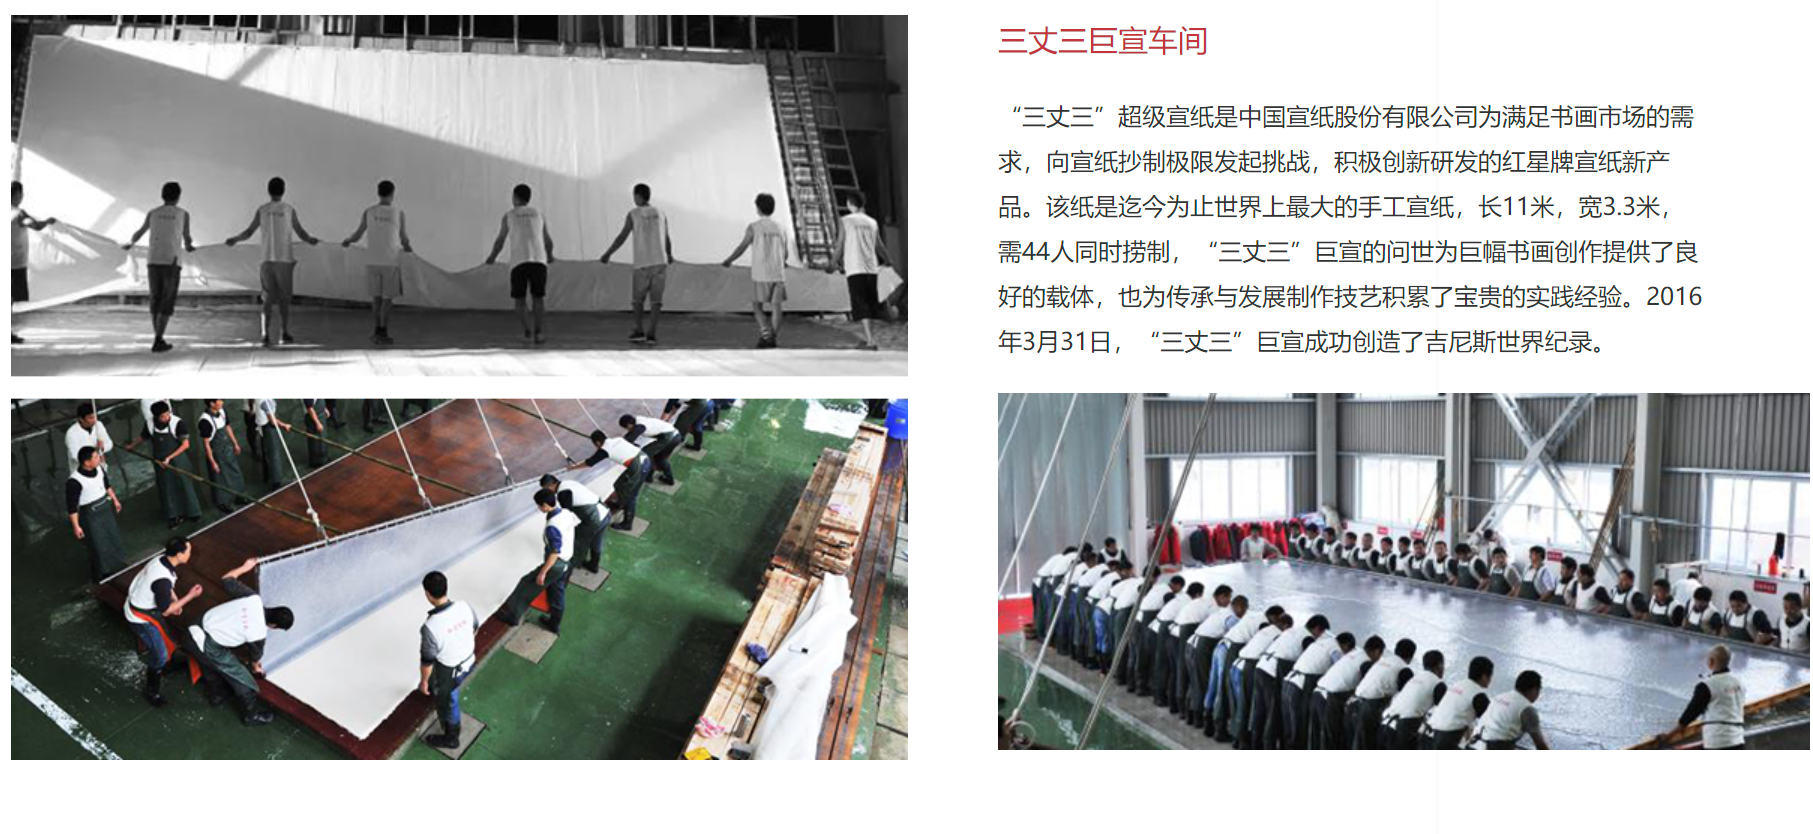 三丈三巨宣车间
“三丈三”超级宣纸是中国宣纸股份有限公司为满足书画市场的需
求，向宣纸抄制极限发起挑战，积极创新研发的红星牌宣纸新产
品。该纸是迄今为止世界上最大的手工宣纸，长11米，宽3.3米，
需44人同时捞制，“三丈三”巨宣的问世为巨幅书画创作提供了良
好的载体，也为传承与发展制作技艺积累了宝贵的实践经验。2016
年3月31日，“三丈三”巨宣成功创造了吉尼斯世界纪录。